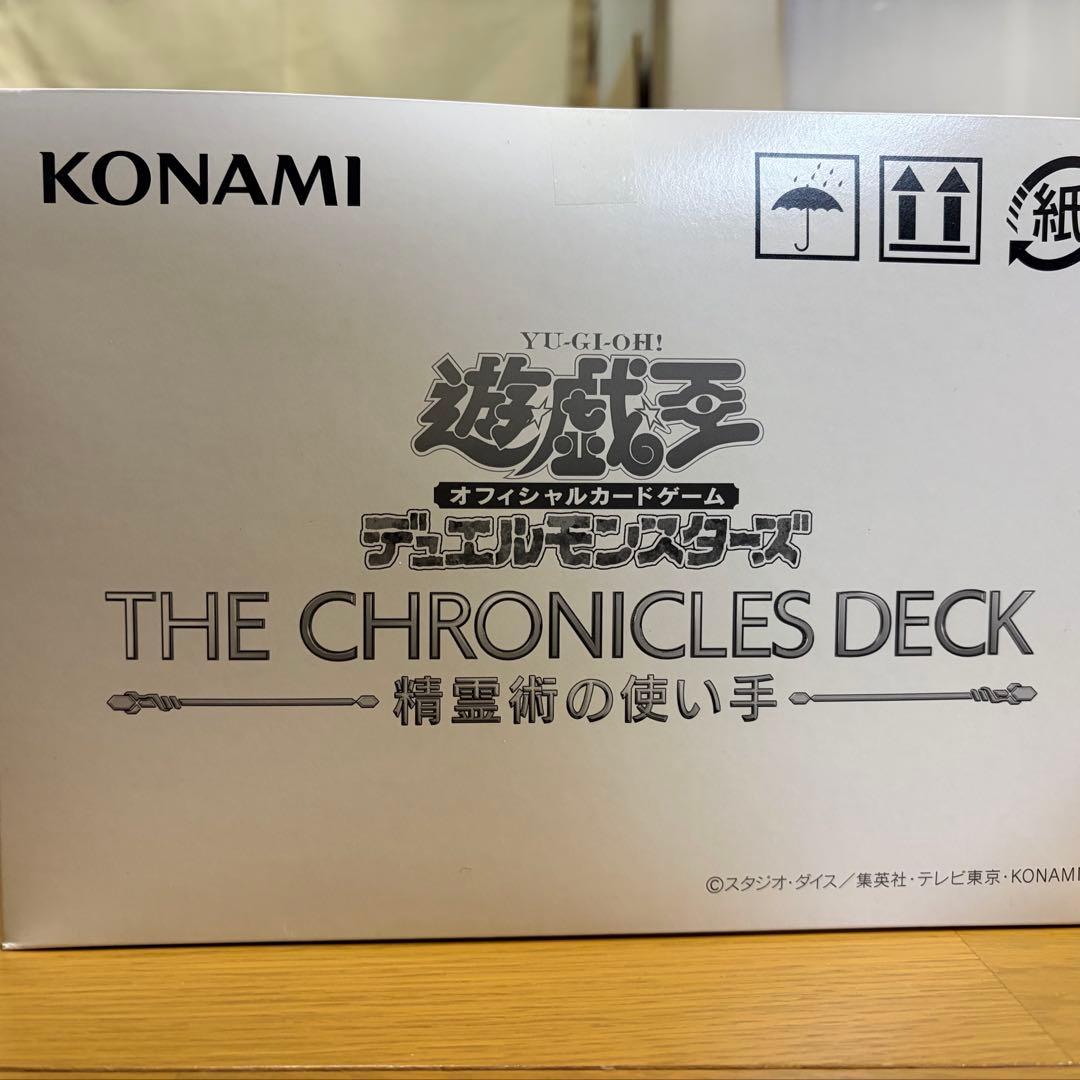 KONAMI
紙
YU-GI-OH!
遊☆戯☆王
オフィシャルカードゲーム
デュエルモンスターズ
THE CHRONICLES DECK
精霊術の使い手
©スタジオ・ダイス/集英社・テレビ東京・KONAMI